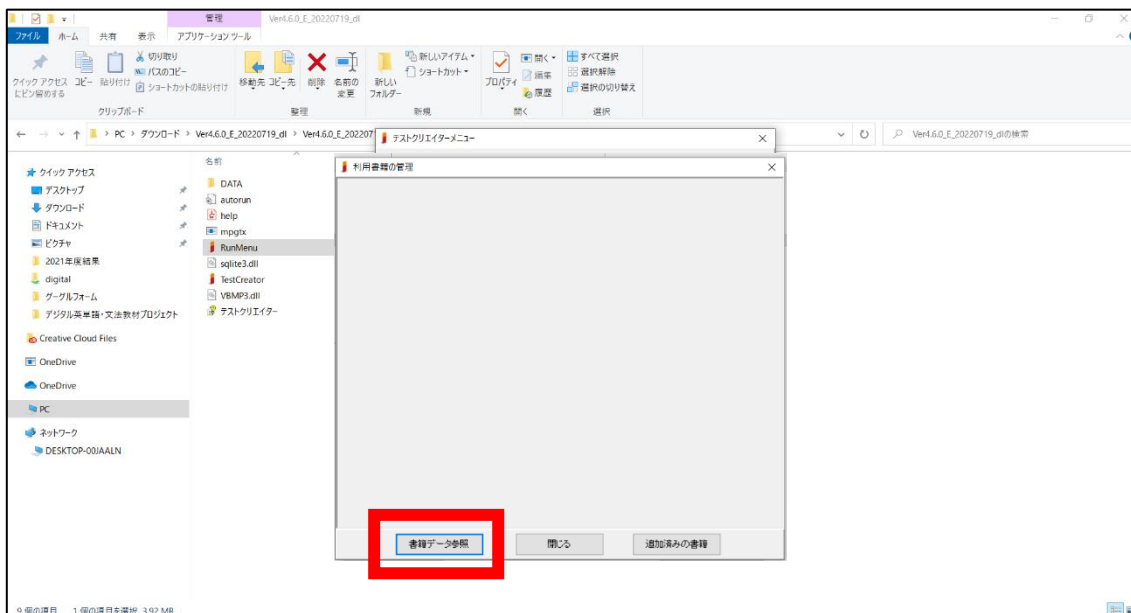 管理
Ver4.6.0_E_20220719_dl
ファイル ホーム 共有 表示 アプリケーション ツール
クイック アクセスにピン留めする
コピー
貼り付け
切り取り
パスのコピー
ショートカットの貼り付け
移動先
コピー先
削除
名前の変更
新しいフォルダー
新しいアイテム
ショートカット
プロパティ
開く
編集
履歴
すべて選択
選択解除
選択の切り替え
クリップボード 整理 新規 開く 選択
PC > ダウンロード > Ver4.6.0_E_20220719_dl > Ver4.6.0_E_202207
Ver4.6.0_E_20220719_dlの検索
テストクリエイターメニュー
利用書籍の管理
クイック アクセス
デスクトップ
ダウンロード
ドキュメント
ピクチャ
2021年度結果
digital
グーグルフォーム
デジタル英単語・文法教材プロジェクト
Creative Cloud Files
OneDrive
OneDrive
PC
ネットワーク
DESKTOP-00JAALN
名前
DATA
autorun
help
mpgtx
RunMenu
sqlite3.dll
TestCreator
VBMP3.dll
テストクリエイター
書籍データ参照 閉じる 追加済みの書籍
9 個の項目 1 個の項目を選択 3.92 MB